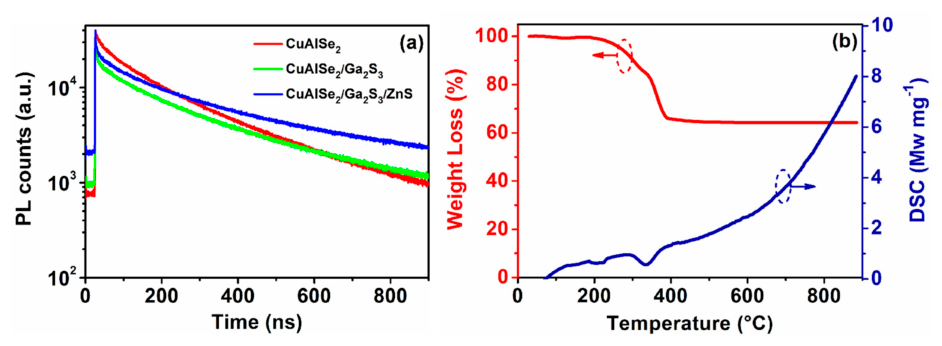 (a)
CuAlSe2
CuAlSe2/Ga2S3
CuAlSe2/Ga2S3/ZnS
PL counts (a.u.)
10^4
10^3
10^2
0 200 400 600 800
Time (ns)
(b)
Weight Loss (%)
100
80
60
40
20
0
0 200 400 600 800
Temperature (°C)
10
8
6
4
2
0
DSC (Mw mg^-1)